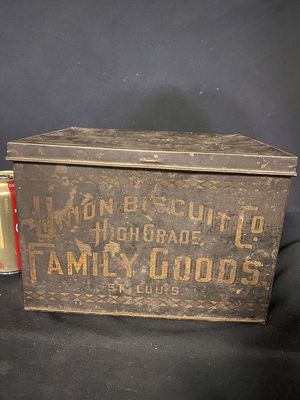 UNION BISCUIT CO.
HIGH GRADE
FAMILY GOODS.
ST. LOUIS